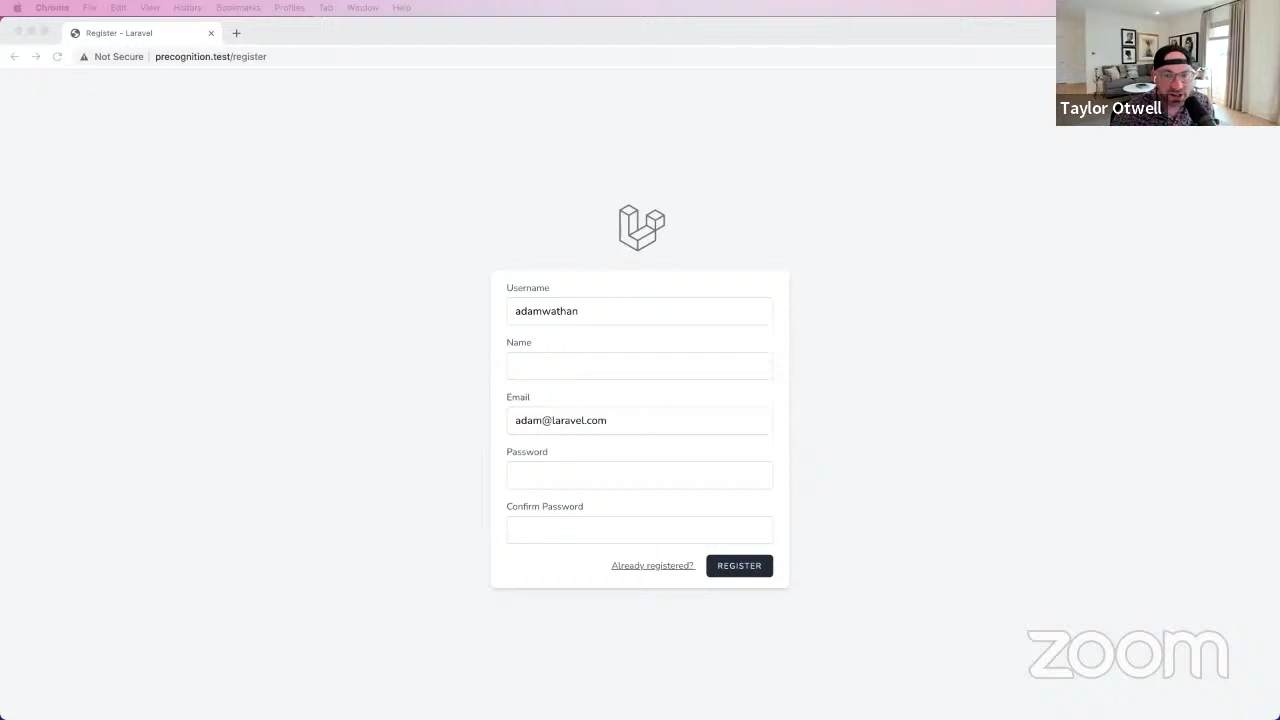 Chrome File Edit View History Bookmarks Profiles Tab Window Help
Register - Laravel
Not Secure precognition.test/register
Taylor Otwell
Username
adamwathan
Name
Email
adam@laravel.com
Password
Confirm Password
Already registered? REGISTER
zoom